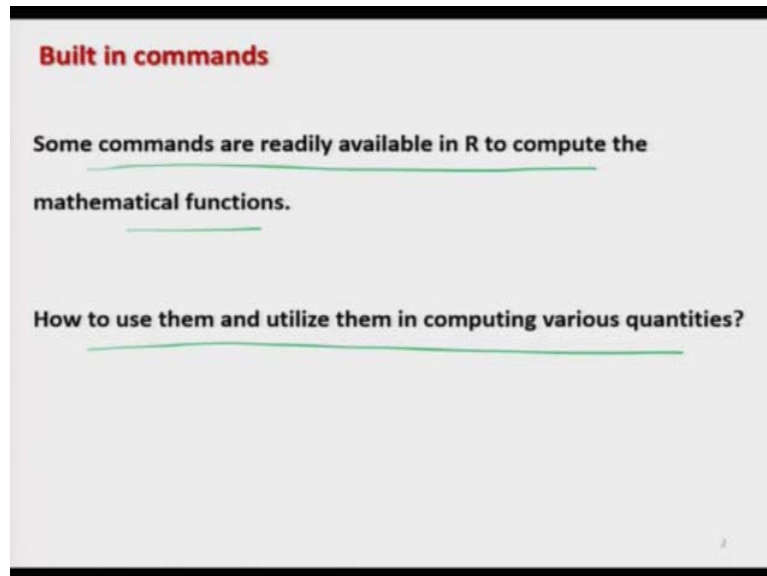 Built in commands
Some commands are readily available in R to compute the
mathematical functions.
How to use them and utilize them in computing various quantities?